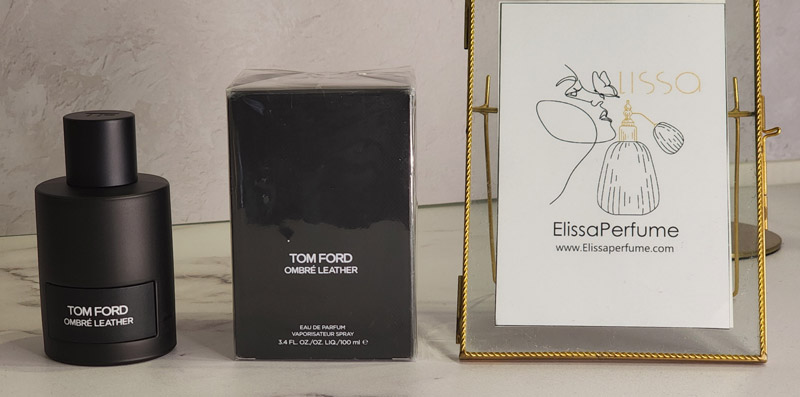 TOM FORD
OMBRÉ LEATHER
TOM FORD
OMBRÉ LEATHER
EAU DE PARFUM
VAPORISATEUR SPRAY
3.4 FL. OZ./OZ. LIQ./100 ml ℮
LISSA
ElissaPerfume
www.Elissaperfume.com